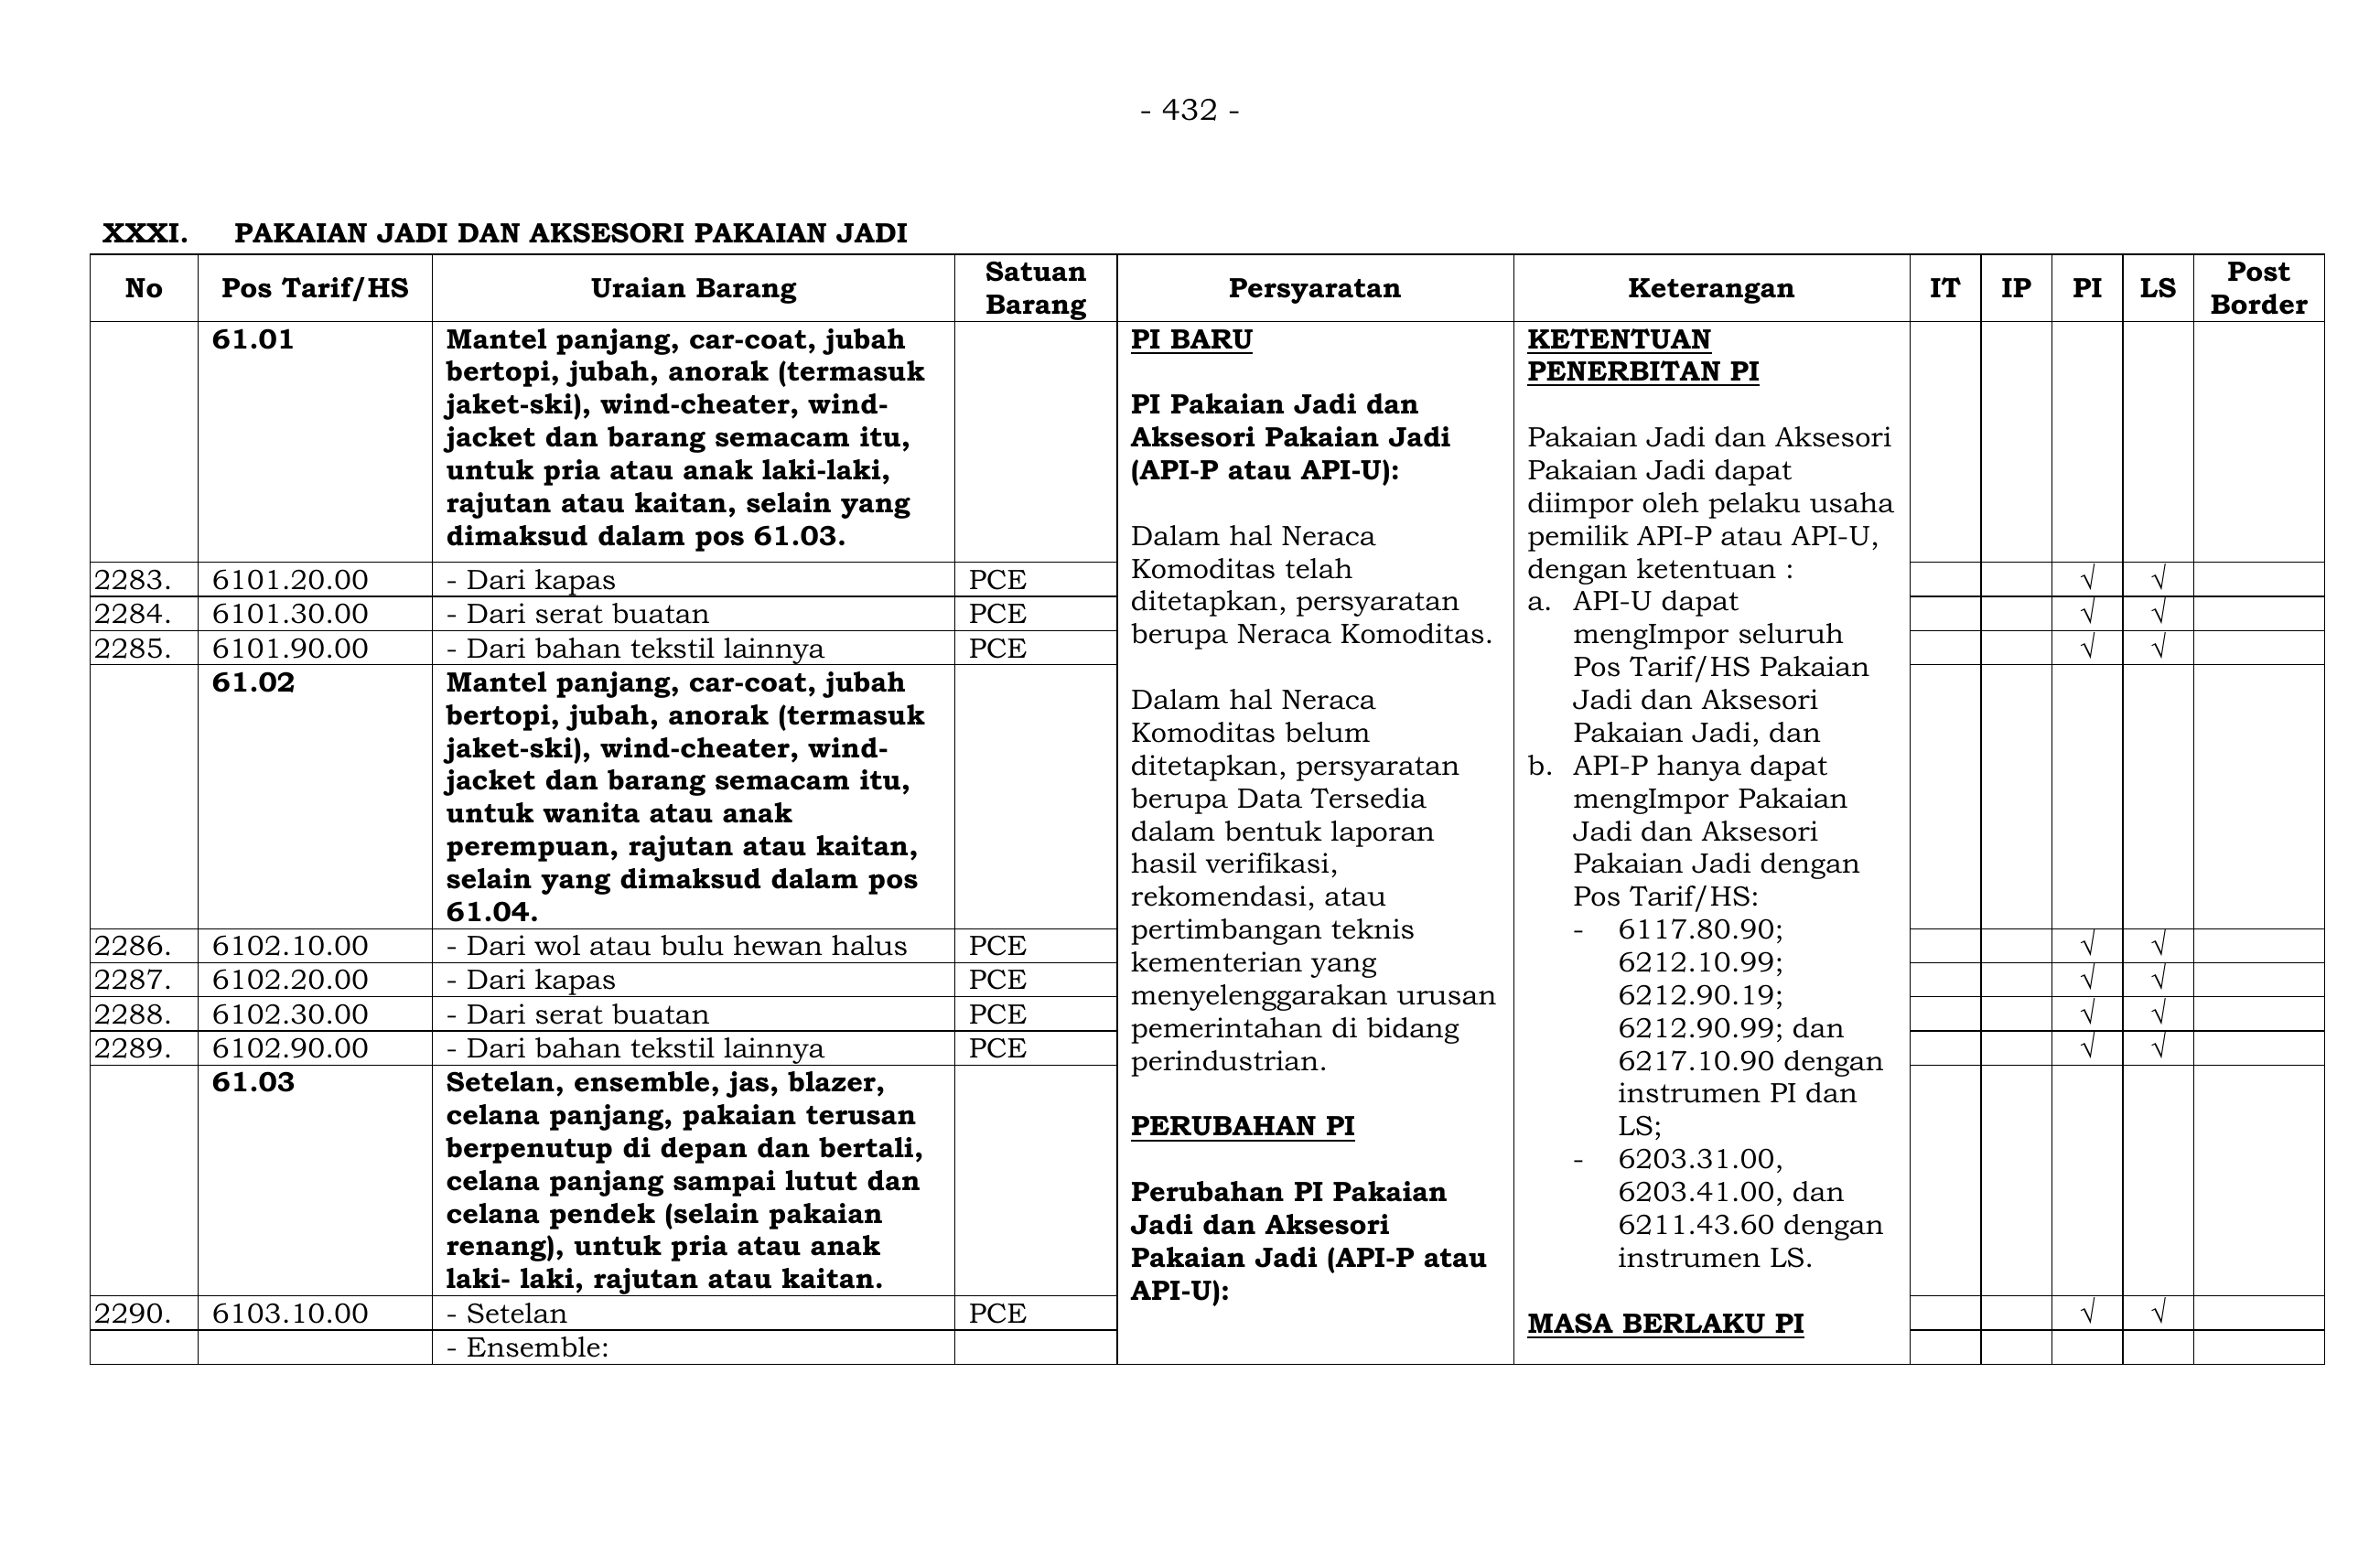 - 432 -
XXXI. PAKAIAN JADI DAN AKSESORI PAKAIAN JADI
No Pos Tarif/HS Uraian Barang Satuan Barang Persyaratan Keterangan IT IP PI LS Post Border
61.01 Mantel panjang, car-coat, jubah
bertopi, jubah, anorak (termasuk
jaket-ski), wind-cheater, wind-
jacket dan barang semacam itu,
untuk pria atau anak laki-laki,
rajutan atau kaitan, selain yang
dimaksud dalam pos 61.03.
2283. 6101.20.00 - Dari kapas PCE √ √
2284. 6101.30.00 - Dari serat buatan PCE √ √
2285. 6101.90.00 - Dari bahan tekstil lainnya PCE √ √
61.02 Mantel panjang, car-coat, jubah
bertopi, jubah, anorak (termasuk
jaket-ski), wind-cheater, wind-
jacket dan barang semacam itu,
untuk wanita atau anak
perempuan, rajutan atau kaitan,
selain yang dimaksud dalam pos
61.04.
2286. 6102.10.00 - Dari wol atau bulu hewan halus PCE √ √
2287. 6102.20.00 - Dari kapas PCE √ √
2288. 6102.30.00 - Dari serat buatan PCE √ √
2289. 6102.90.00 - Dari bahan tekstil lainnya PCE √ √
61.03 Setelan, ensemble, jas, blazer,
celana panjang, pakaian terusan
berpenutup di depan dan bertali,
celana panjang sampai lutut dan
celana pendek (selain pakaian
renang), untuk pria atau anak
laki- laki, rajutan atau kaitan.
2290. 6103.10.00 - Setelan PCE √ √
- Ensemble:
PI BARU
PI Pakaian Jadi dan
Aksesori Pakaian Jadi
(API-P atau API-U):
Dalam hal Neraca
Komoditas telah
ditetapkan, persyaratan
berupa Neraca Komoditas.
Dalam hal Neraca
Komoditas belum
ditetapkan, persyaratan
berupa Data Tersedia
dalam bentuk laporan
hasil verifikasi,
rekomendasi, atau
pertimbangan teknis
kementerian yang
menyelenggarakan urusan
pemerintahan di bidang
perindustrian.
PERUBAHAN PI
Perubahan PI Pakaian
Jadi dan Aksesori
Pakaian Jadi (API-P atau
API-U):
KETENTUAN
PENERBITAN PI
Pakaian Jadi dan Aksesori
Pakaian Jadi dapat
diimpor oleh pelaku usaha
pemilik API-P atau API-U,
dengan ketentuan :
a. API-U dapat
mengImpor seluruh
Pos Tarif/HS Pakaian
Jadi dan Aksesori
Pakaian Jadi, dan
b. API-P hanya dapat
mengImpor Pakaian
Jadi dan Aksesori
Pakaian Jadi dengan
Pos Tarif/HS:
- 6117.80.90;
6212.10.99;
6212.90.19;
6212.90.99; dan
6217.10.90 dengan
instrumen PI dan
LS;
- 6203.31.00,
6203.41.00, dan
6211.43.60 dengan
instrumen LS.
MASA BERLAKU PI